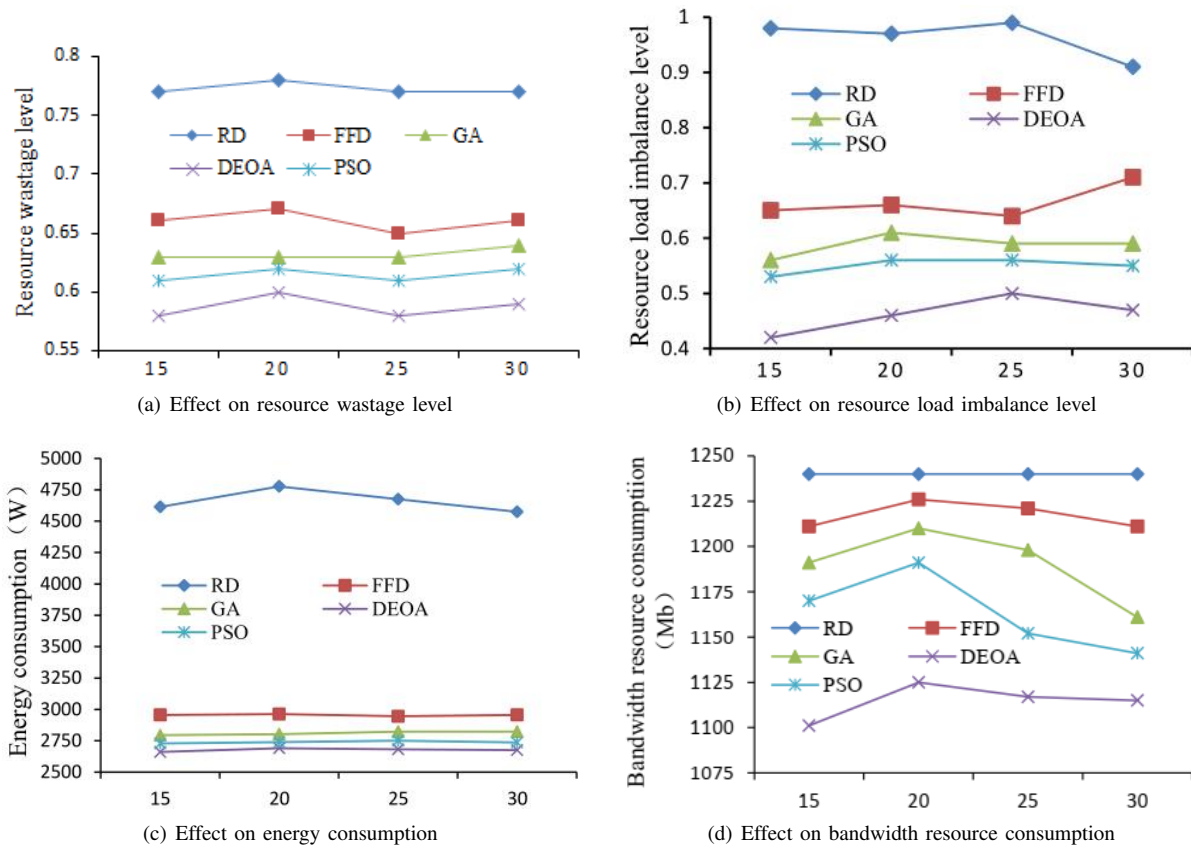 Resource wastage level
0.8
0.75
0.7
0.65
0.6
0.55
RD FFD GA
DEOA PSO
15 20 25 30
(a) Effect on resource wastage level
Resource load imbalance level
1
0.9
0.8
0.7
0.6
0.5
0.4
RD FFD
GA DEOA
PSO
15 20 25 30
(b) Effect on resource load imbalance level
Energy consumption（W）
5000
4750
4500
4250
4000
3750
3500
3250
3000
2750
2500
RD FFD
GA DEOA
PSO
15 20 25 30
(c) Effect on energy consumption
Bandwidth resource consumptiion
（Mb）
1250
1225
1200
1175
1150
1125
1100
1075
RD FFD
GA DEOA
PSO
15 20 25 30
(d) Effect on bandwidth resource consumption